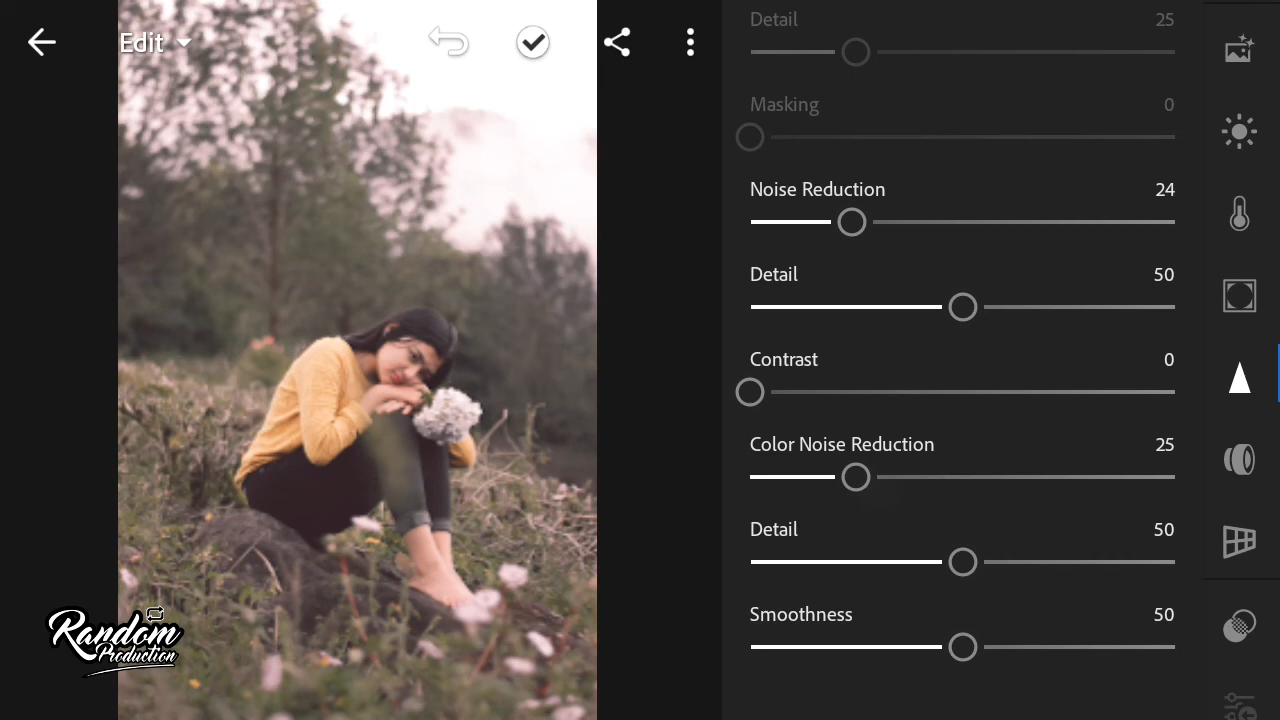 Edit
Detail 25
Masking 0
Noise Reduction 24
Detail 50
Contrast 0
Color Noise Reduction 25
Detail 50
Smoothness 50
Random
Production